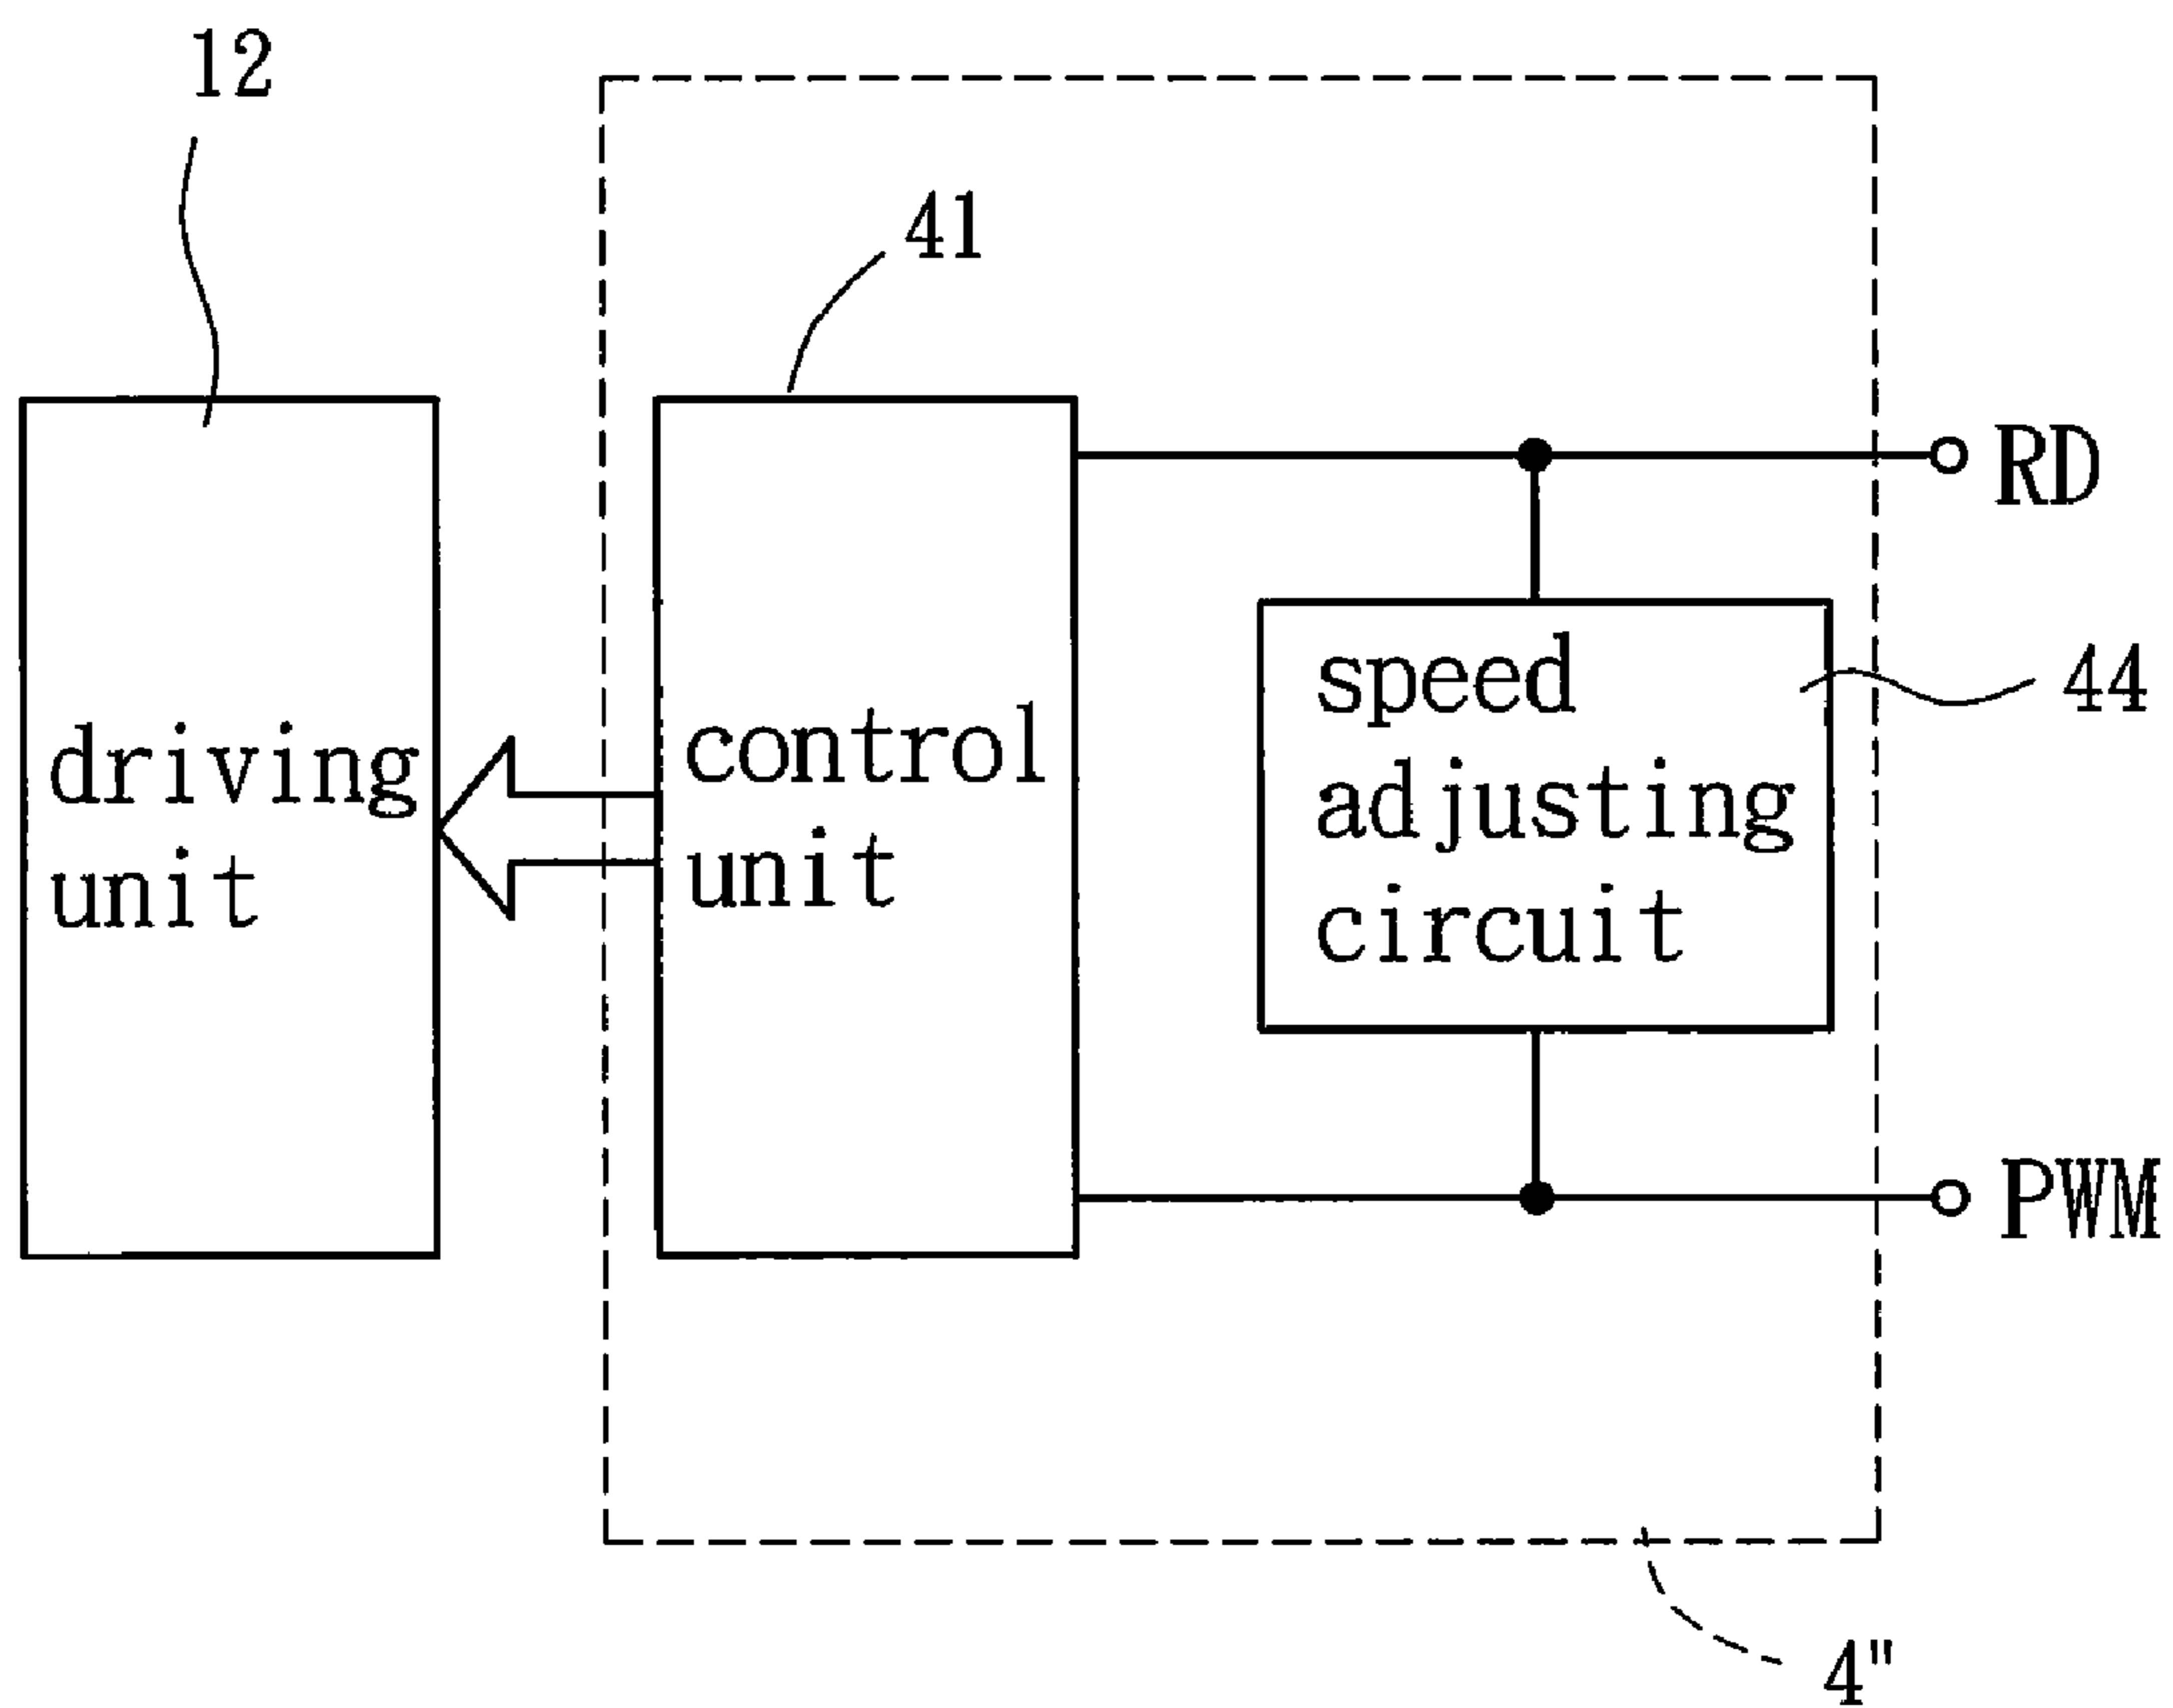 12
41
RD
speed
adjusting
circuit
44
driving
unit
control
unit
PWM
4"